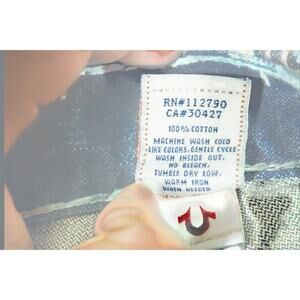 RN#112790
CA#30427
100% COTTON
MACHINE WASH COLD
LIKE COLORS, GENTLE CYCLE.
WASH INSIDE OUT.
NO BLEACH.
TUMBLE DRY LOW.
WARM IRON
WHEN NEEDED.